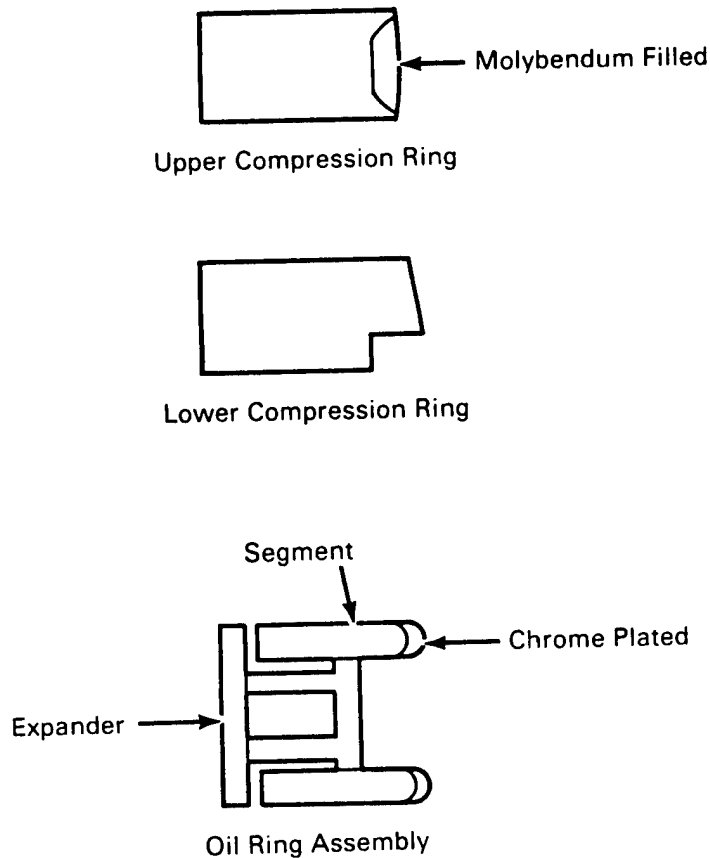 Molybendum Filled
Upper Compression Ring
Lower Compression Ring
Segment
Chrome Plated
Expander
Oil Ring Assembly